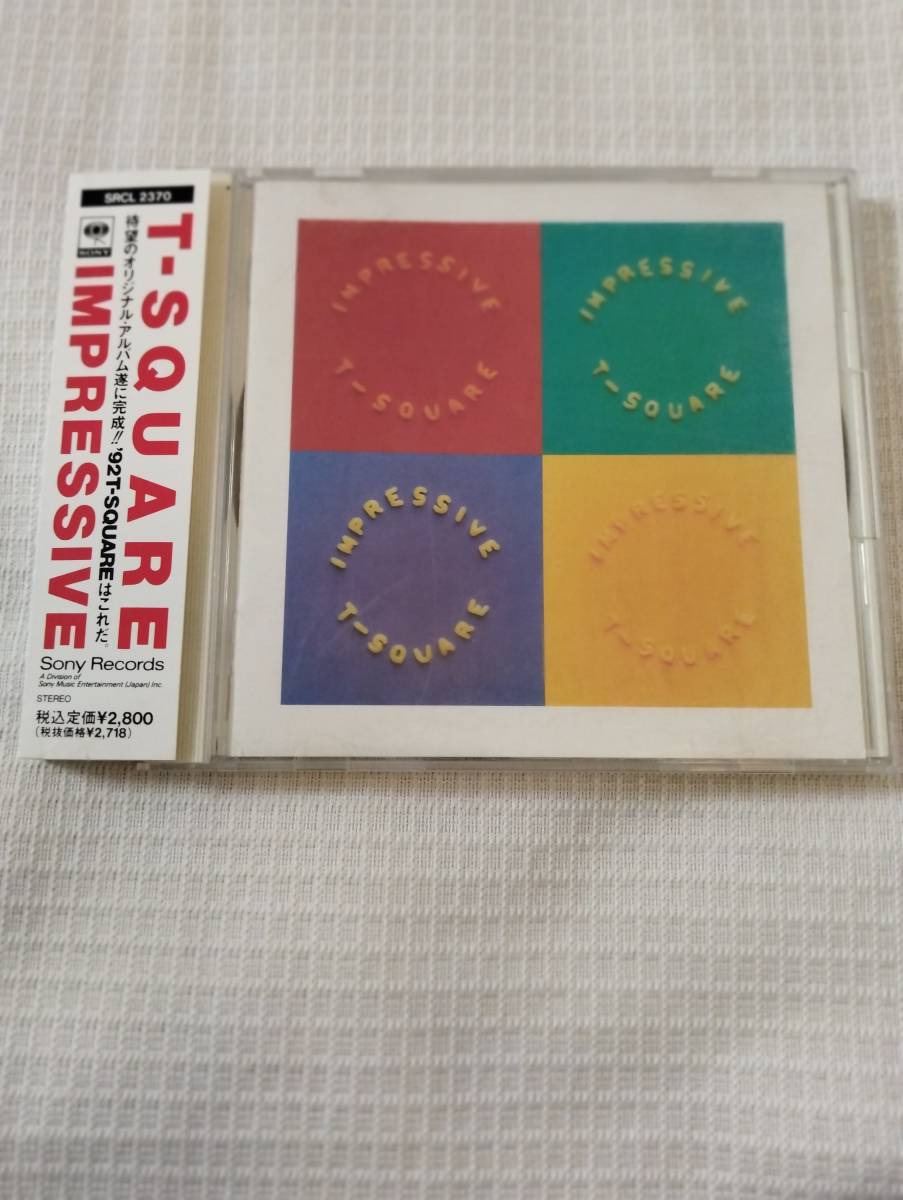 SRCL 2370
SONY
T-SQUARE
待望のオリジナル・アルバム遂に完成!! '92T-SQUAREはこれだ。
IMPRESSIVE
Sony Records
A Division of
Sony Music Entertainment (Japan) Inc.
STEREO
税込定価¥2,800
(税抜価格¥2,718)
IMPRESSIVE
T-SQUARE
IMPRESSIVE
T-SQUARE
IMPRESSIVE
T-SQUARE
IMPRESSIVE
T-SQUARE